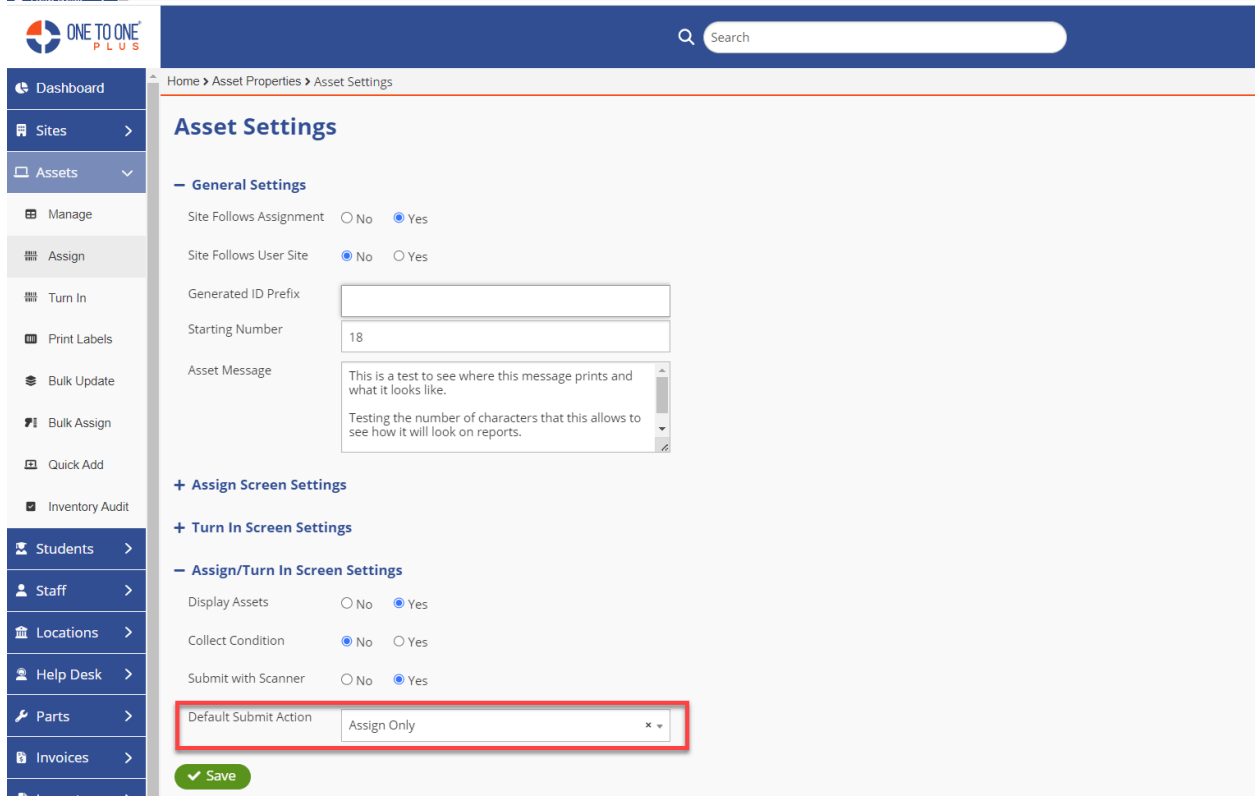 ONE TO ONE
PLUS
Search
Dashboard
Sites
Assets
Manage
Assign
Turn In
Print Labels
Bulk Update
Bulk Assign
Quick Add
Inventory Audit
Students
Staff
Locations
Help Desk
Parts
Invoices
Home > Asset Properties > Asset Settings
Asset Settings
General Settings
Site Follows Assignment No Yes
Site Follows User Site No Yes
Generated ID Prefix
Starting Number 18
Asset Message This is a test to see where this message prints and
what it looks like.
Testing the number of characters that this allows to
see how it will look on reports.
+ Assign Screen Settings
+ Turn In Screen Settings
− Assign/Turn In Screen Settings
Display Assets No Yes
Collect Condition No Yes
Submit with Scanner No Yes
Default Submit Action Assign Only
Save